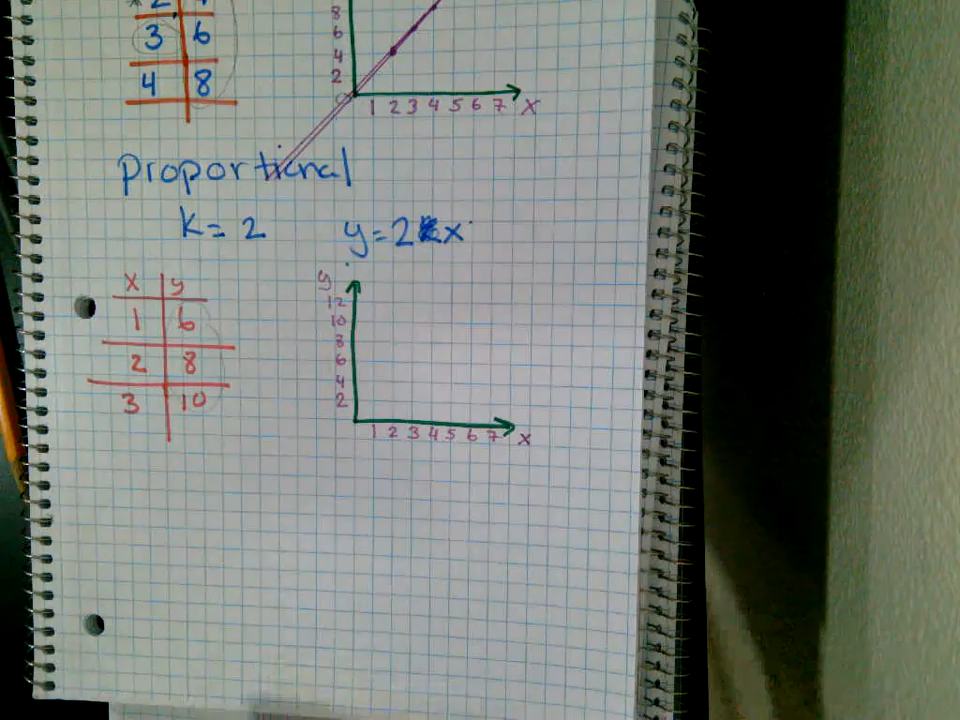 3 6
4 8
8
6
4
2
1 2 3 4 5 6 7 x
proportional
k = 2
y = 2x
x y
1 6
2 8
3 10
y
12
10
8
6
4
2
1 2 3 4 5 6 7 x